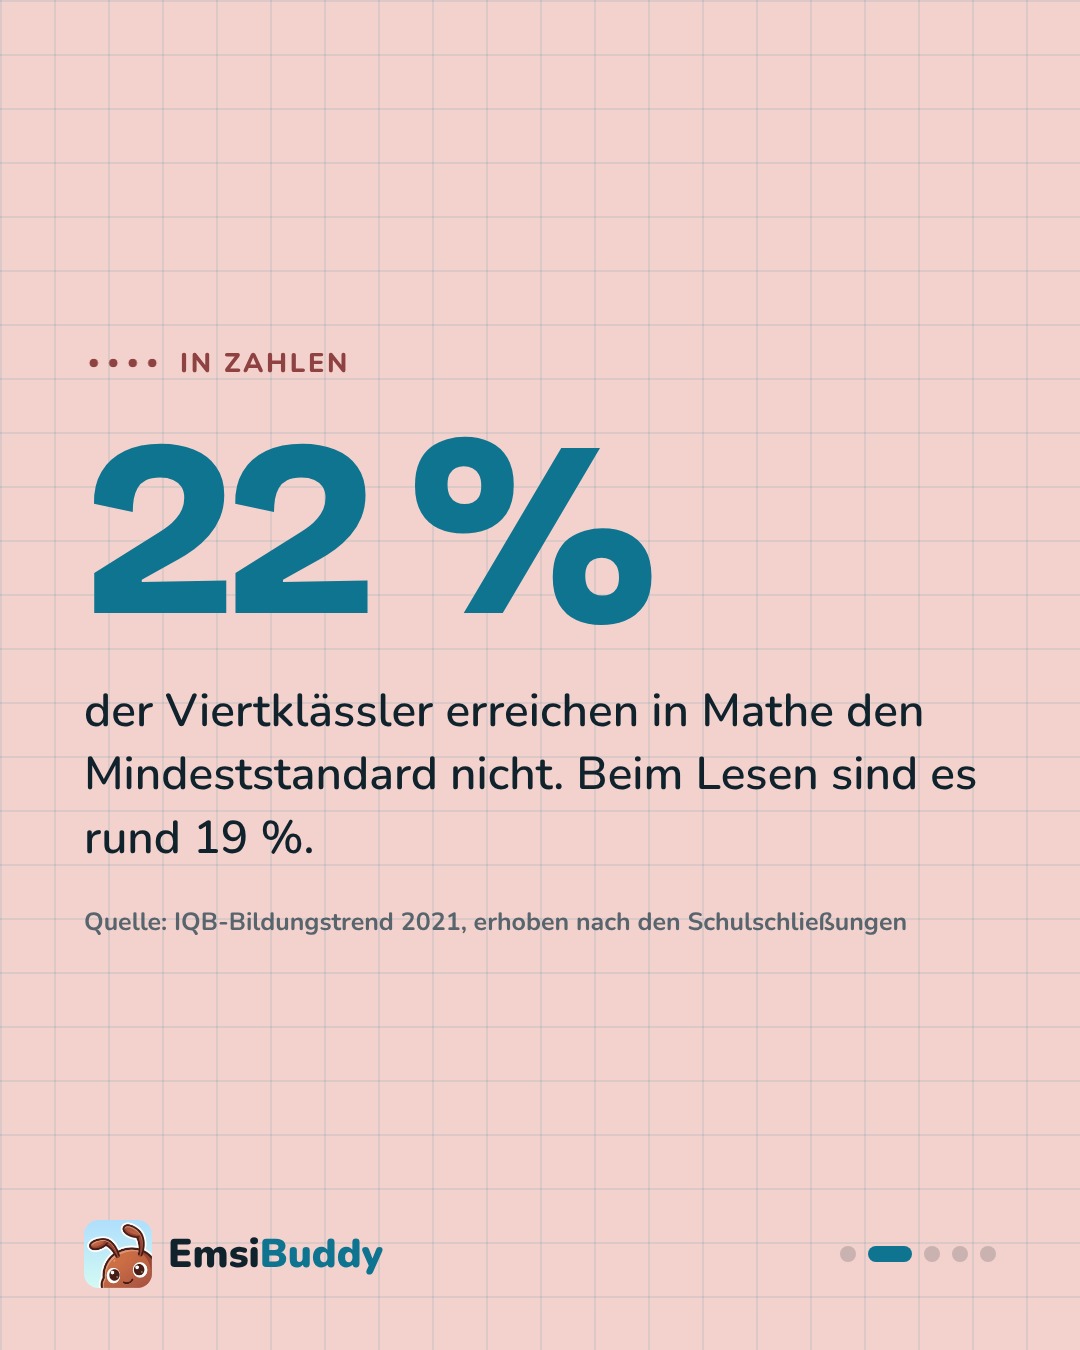 IN ZAHLEN
22 %
der Viertklässler erreichen in Mathe den
Mindeststandard nicht. Beim Lesen sind es
rund 19 %.
Quelle: IQB-Bildungstrend 2021, erhoben nach den Schulschließungen
EmsiBuddy